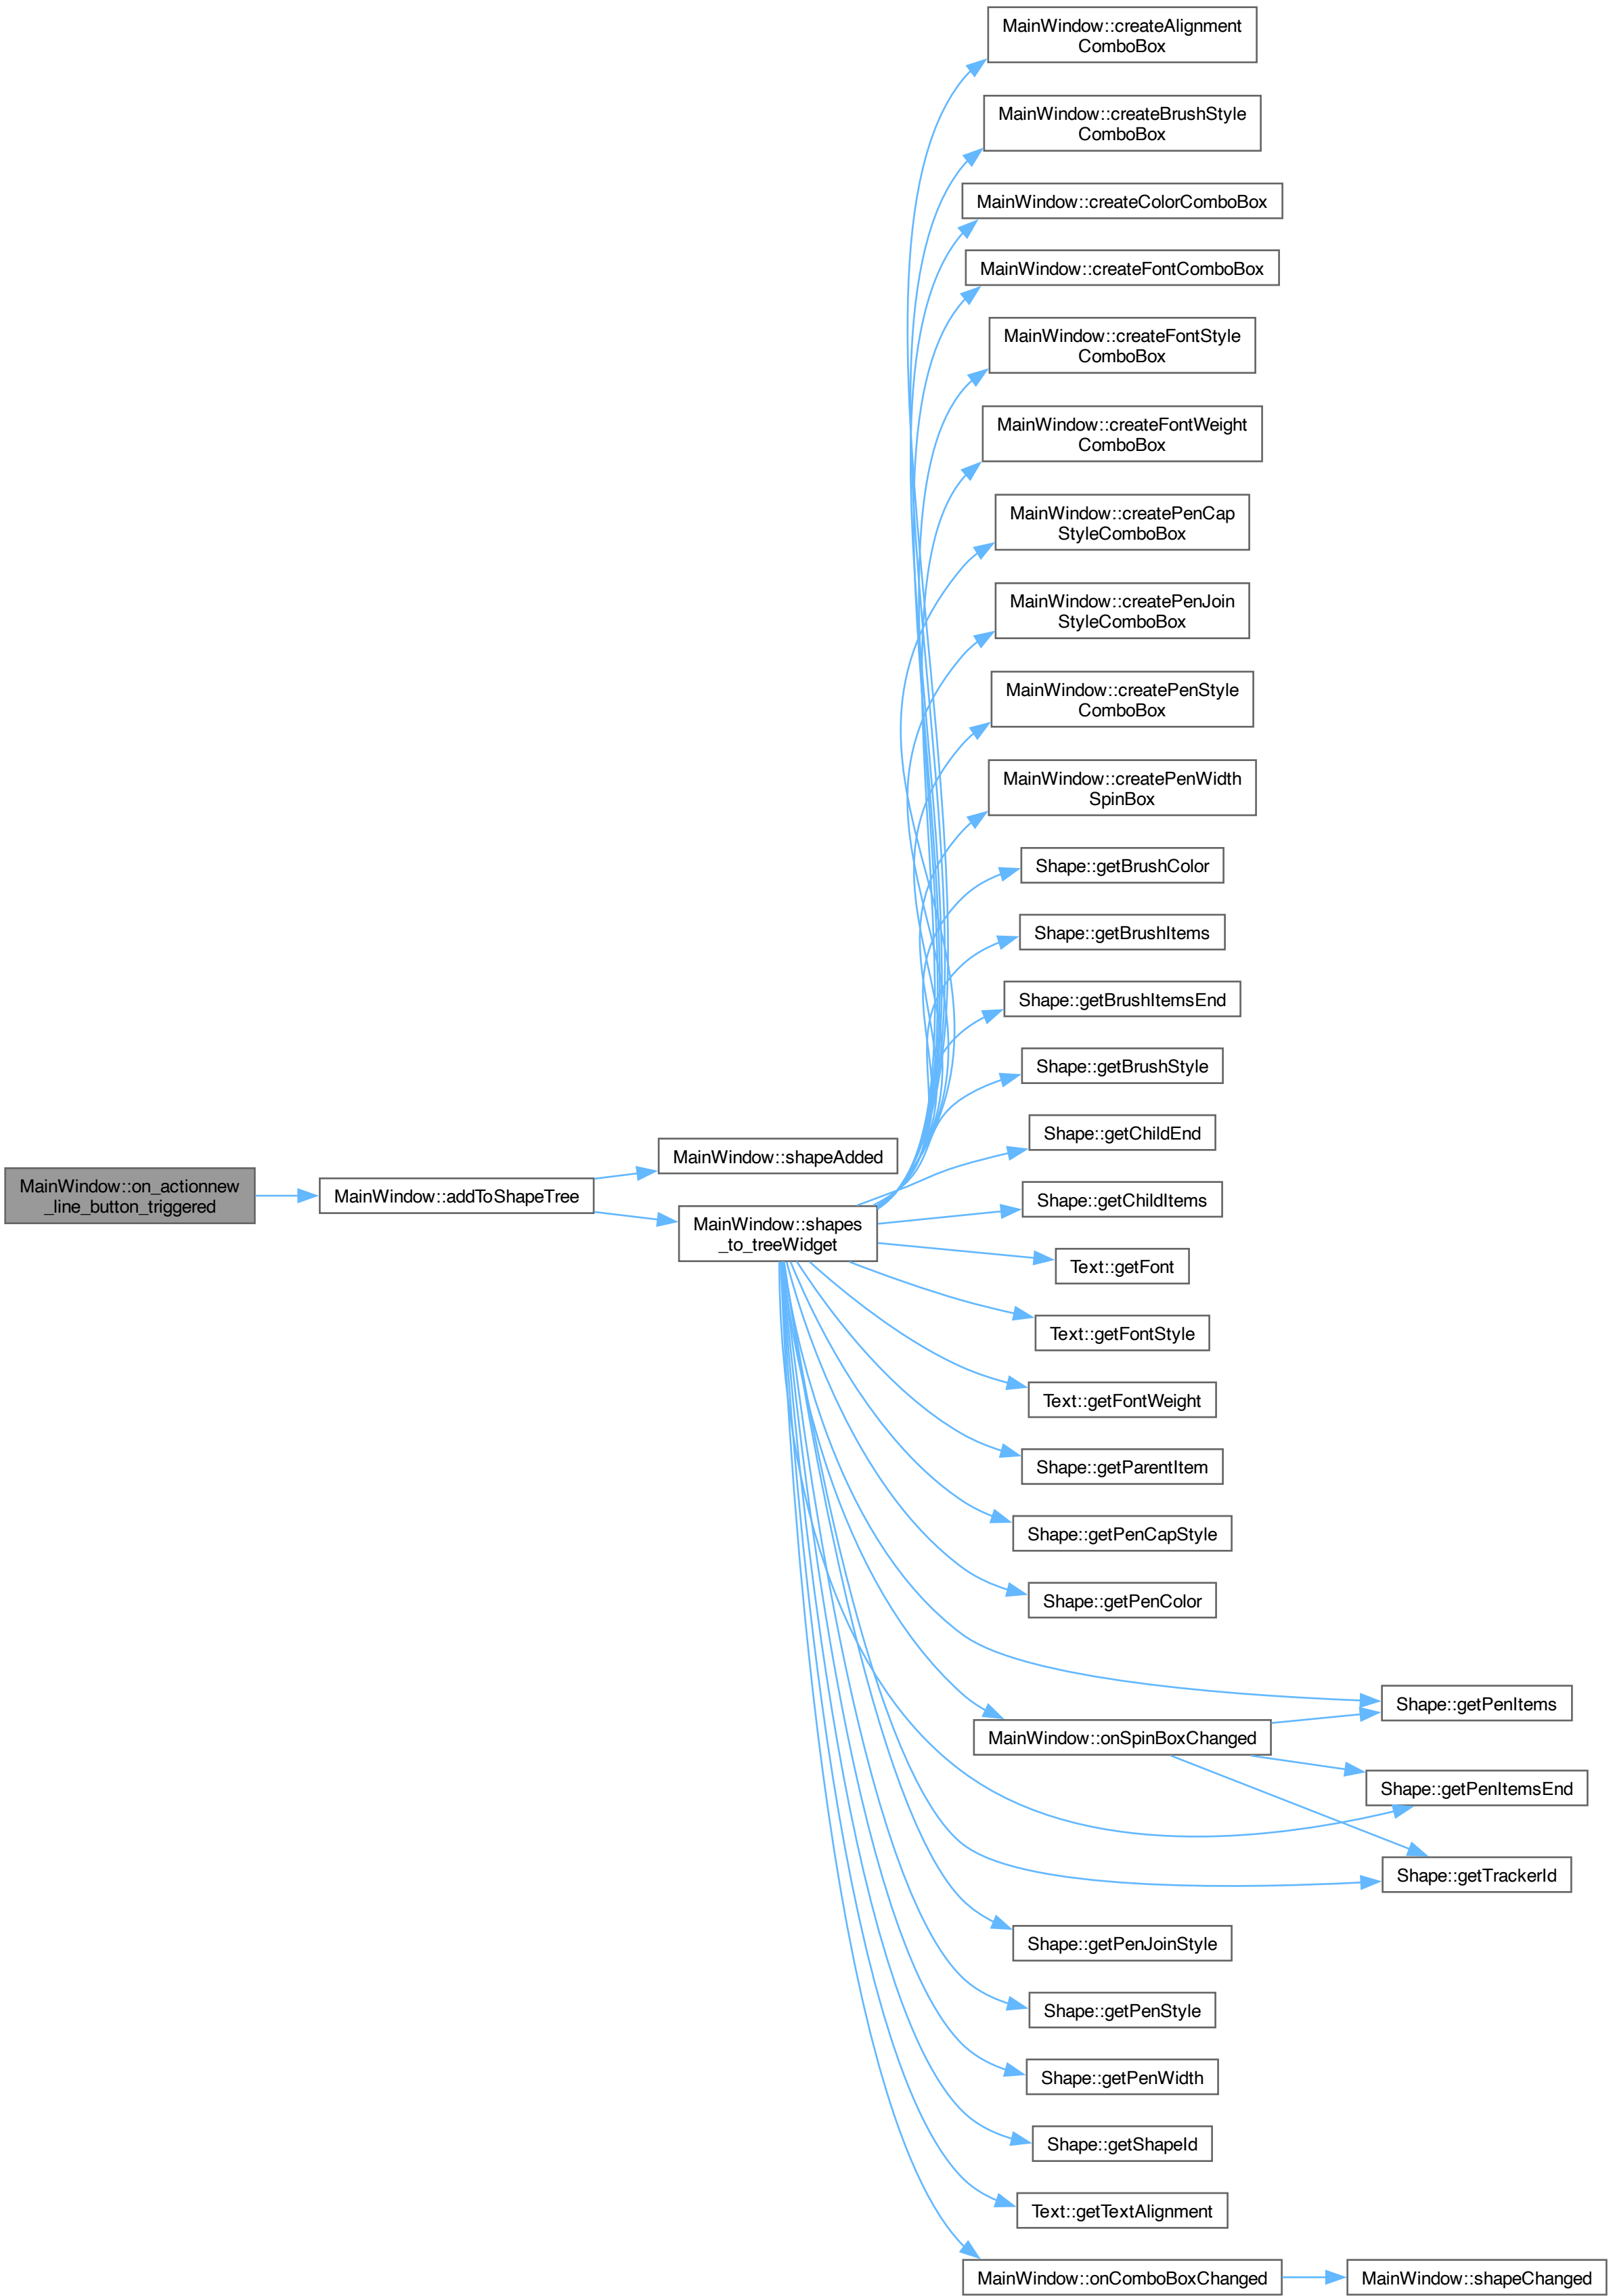 MainWindow::createAlignment
ComboBox
MainWindow::createBrushStyle
ComboBox
MainWindow::createColorComboBox
MainWindow::createFontComboBox
MainWindow::createFontStyle
ComboBox
MainWindow::createFontWeight
ComboBox
MainWindow::createPenCap
StyleComboBox
MainWindow::createPenJoin
StyleComboBox
MainWindow::createPenStyle
ComboBox
MainWindow::createPenWidth
SpinBox
Shape::getBrushColor
Shape::getBrushItems
Shape::getBrushItemsEnd
Shape::getBrushStyle
Shape::getChildEnd
MainWindow::shapeAdded
MainWindow::on_actionnew
_line_button_triggered
MainWindow::addToShapeTree
Shape::getChildItems
MainWindow::shapes
_to_treeWidget
Text::getFont
Text::getFontStyle
Text::getFontWeight
Shape::getParentItem
Shape::getPenCapStyle
Shape::getPenColor
Shape::getPenItems
MainWindow::onSpinBoxChanged
Shape::getPenItemsEnd
Shape::getTrackerId
Shape::getPenJoinStyle
Shape::getPenStyle
Shape::getPenWidth
Shape::getShapeId
Text::getTextAlignment
MainWindow::onComboBoxChanged
MainWindow::shapeChanged